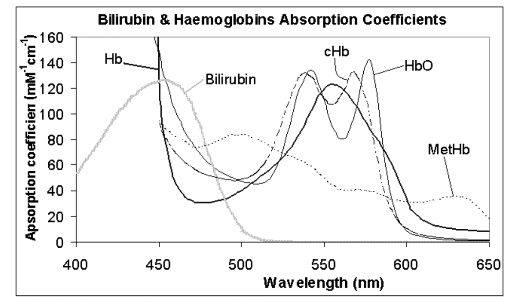 Bilirubin & Haemoglobins Absorption Coefficients
Apsorption coefficien (mM⁻¹cm⁻¹)
160
140
120
100
80
60
40
20
0
Hb
Bilirubin
cHb
HbO
MetHb
400 450 500 550 600 650
Wavelength (nm)